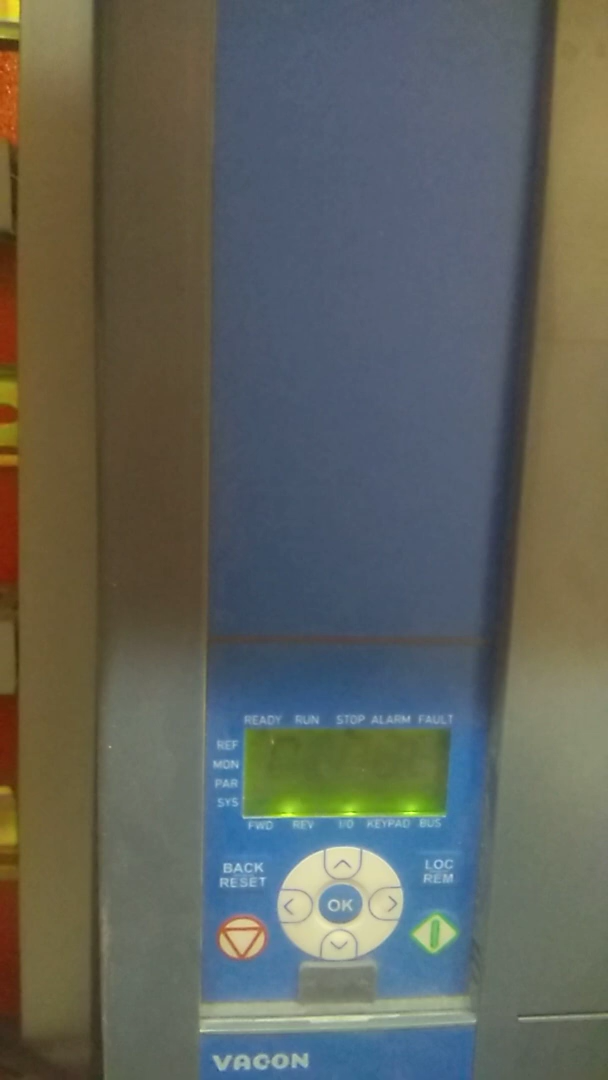 READY RUN STOP ALARM FAULT
REF
MON
PAR
SYS
FWD REV I/O KEYPAD BUS
BACK
RESET
LOC
REM
OK
VACON